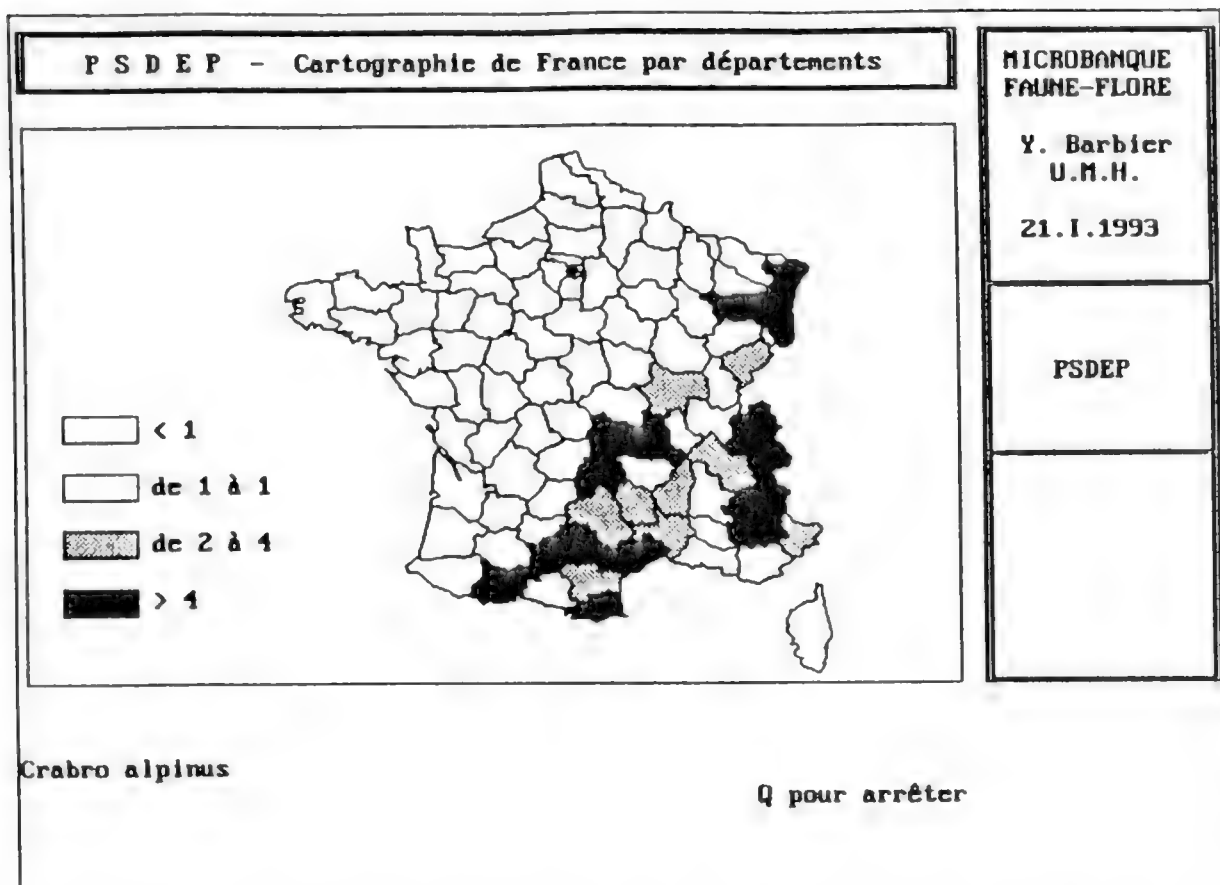 P S D E P - Cartographie de France par départements
MICROBANQUE
FAUNE-FLORE
Y. Barbier
U.M.H.
21.I.1993
PSDEP
< 1
de 1 à 1
de 2 à 4
> 4
Crabro alpinus
Q pour arrêter